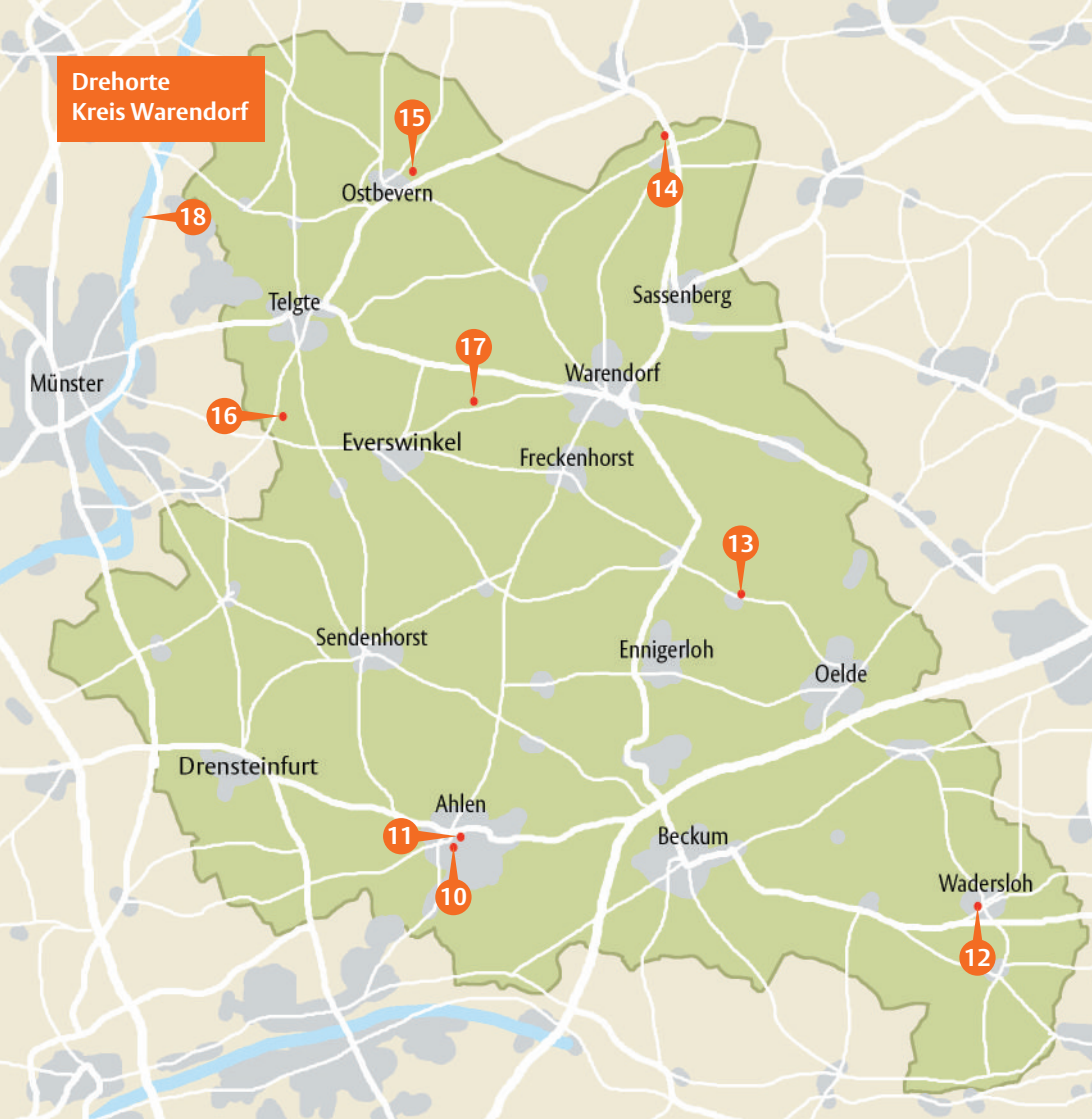 Drehorte
Kreis Warendorf
15
Ostbevern
14
18
Telgte
Sassenberg
17
Münster
Warendorf
16
Everswinkel
Freckenhorst
13
Sendenhorst
Ennigerloh
Oelde
Drensteinfurt
Ahlen
11
Beckum
10
Wadersloh
12